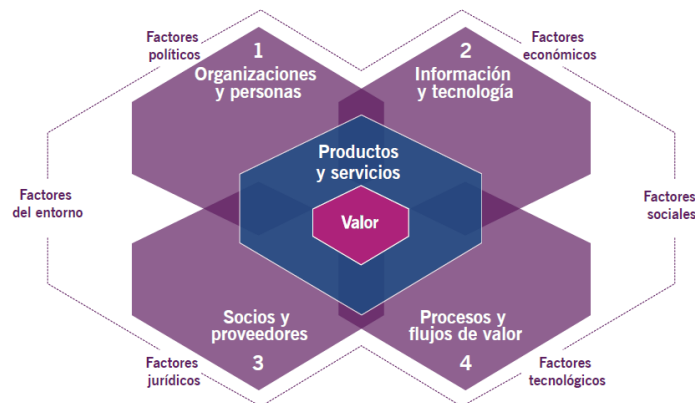 Factores
políticos
1
Organizaciones
y personas
2
Información
y tecnología
Factores
económicos
Productos
y servicios
Factores
del entorno
Valor
Factores
sociales
Socios y
proveedores
3
Procesos y
flujos de valor
4
Factores
jurídicos
Factores
tecnológicos